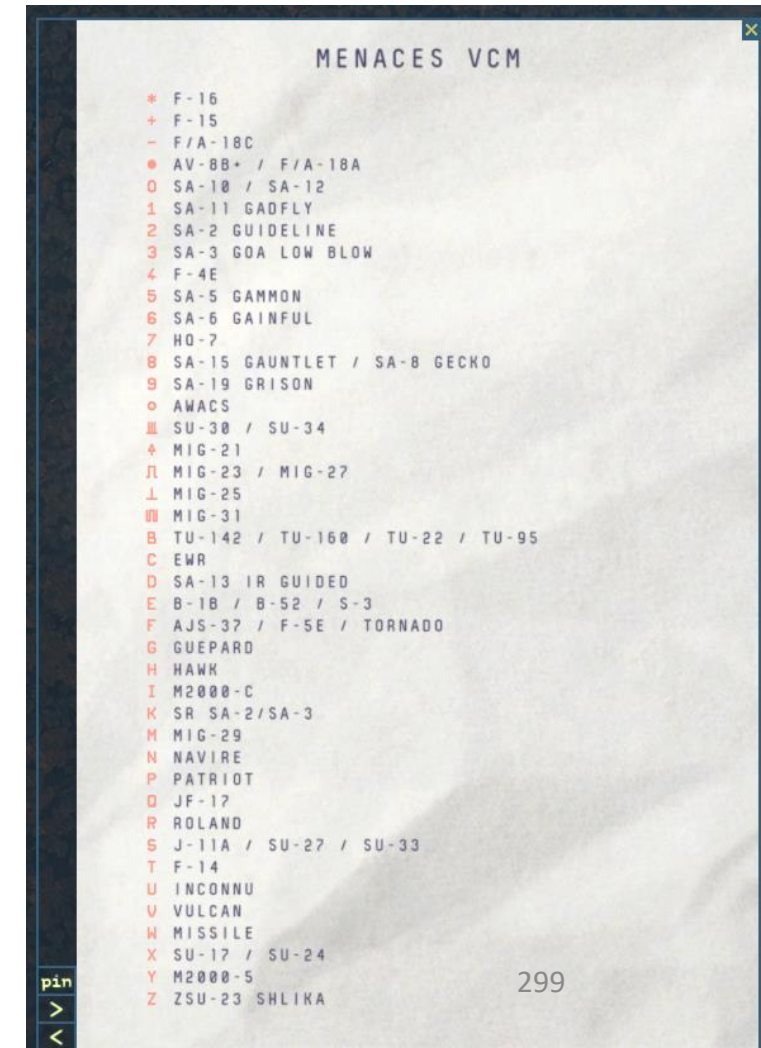 ×
MENACES VCM
* F-16
+ F-15
- F/A-18C
● AV-8B+ / F/A-18A
0 SA-10 / SA-12
1 SA-11 GADFLY
2 SA-2 GUIDELINE
3 SA-3 GOA LOW BLOW
4 F-4E
5 SA-5 GAMMON
6 SA-6 GAINFUL
7 HQ-7
8 SA-15 GAUNTLET / SA-8 GECKO
9 SA-19 GRISON
o AWACS
SU-30 / SU-34
MIG-21
MIG-23 / MIG-27
⊥ MIG-25
MIG-31
B TU-142 / TU-160 / TU-22 / TU-95
C EWR
D SA-13 IR GUIDED
E B-1B / B-52 / S-3
F AJS-37 / F-5E / TORNADO
G GUEPARD
H HAWK
I M2000-C
K SR SA-2/SA-3
M MIG-29
N NAVIRE
P PATRIOT
Q JF-17
R ROLAND
S J-11A / SU-27 / SU-33
T F-14
U INCONNU
V VULCAN
W MISSILE
X SU-17 / SU-24
Y M2000-5
Z ZSU-23 SHLIKA
299
pin
>
<